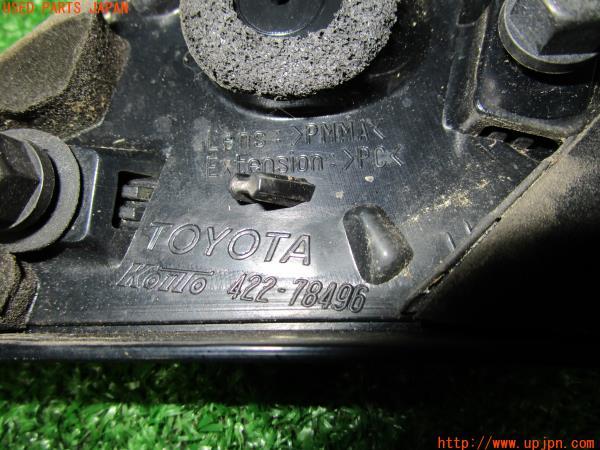 USED PARTS JAPAN
Lens: >PMMA<
Extension: >PC<
TOYOTA
KOITO 422-78496
http://www.upjpn.com